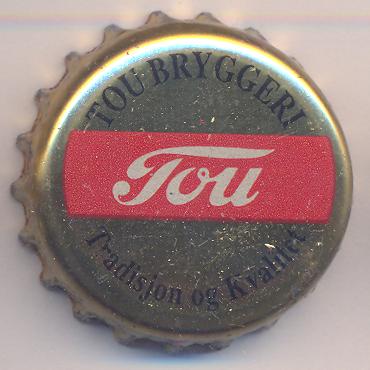 TOU BRYGGERI
Tou
Tradisjon og Kvalitet